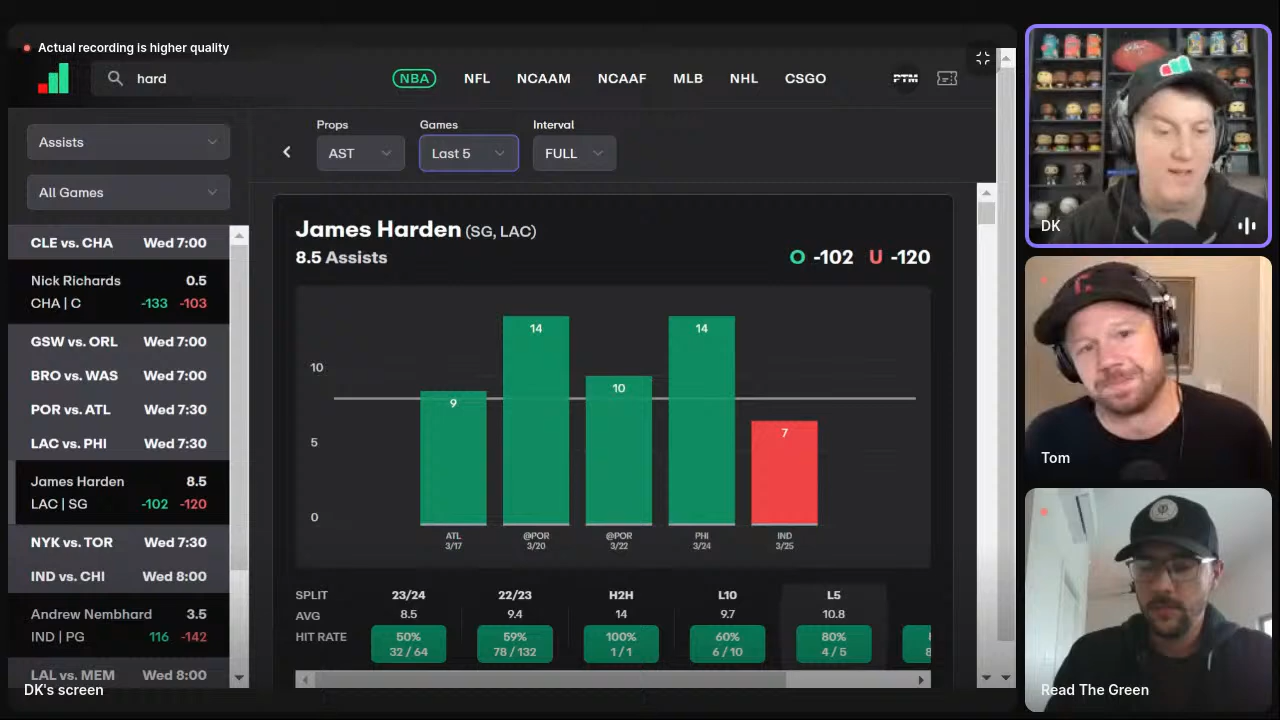 Actual recording is higher quality
hard
NBA NFL NCAAM NCAAF MLB NHL CSGO
PTM
Assists
All Games
Props Games Interval
AST Last 5 FULL
CLE vs. CHA Wed 7:00
Nick Richards 0.5
CHA | C -133 -103
GSW vs. ORL Wed 7:00
BRO vs. WAS Wed 7:00
POR vs. ATL Wed 7:30
LAC vs. PHI Wed 7:30
James Harden 8.5
LAC | SG -102 -120
NYK vs. TOR Wed 7:30
IND vs. CHI Wed 8:00
Andrew Nembhard 3.5
IND | PG 116 -142
LAL vs. MEM Wed 8:00
DK's screen
James Harden (SG, LAC)
8.5 Assists O -102 U -120
14 14
10
10
9
7
5
0
ATL @POR @POR PHI IND
3/17 3/20 3/22 3/24 3/25
SPLIT 23/24 22/23 H2H L10 L5
AVG 8.5 9.4 14 9.7 10.8
HIT RATE 50% 59% 100% 60% 80%
32 / 64 78 / 132 1 / 1 6 / 10 4 / 5
DK
Tom
Read The Green